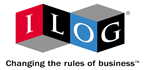 ILOG
Changing the rules of business™